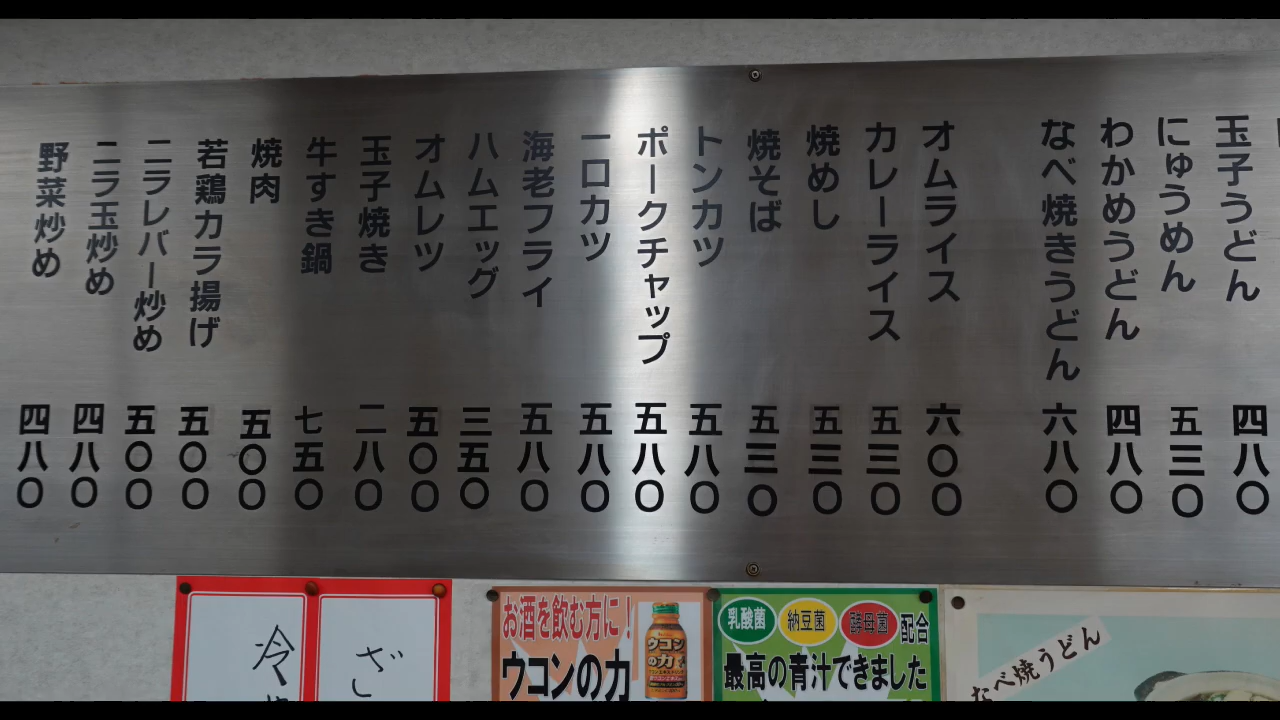 玉子うどん 四八〇
にゅうめん 五三〇
わかめうどん 四八〇
なべ焼きうどん 六八〇
オムライス 六〇〇
カレーライス 五三〇
焼めし 五三〇
焼そば 五三〇
トンカツ 五八〇
ポークチャップ 五八〇
一口カツ 五八〇
海老フライ 五八〇
ハムエッグ 三五〇
オムレツ 五〇〇
玉子焼き 二八〇
牛すき鍋 七五〇
焼肉 五〇〇
若鶏カラ揚げ 五〇〇
ニラレバー炒め 五〇〇
ニラ玉炒め 四八〇
野菜炒め 四八〇
ざ
冷
お酒を飲む方に!
ウコンの力
ウコン
の力
乳酸菌
納豆菌
酵母菌
配合
最高の青汁できました
なべ焼うどん